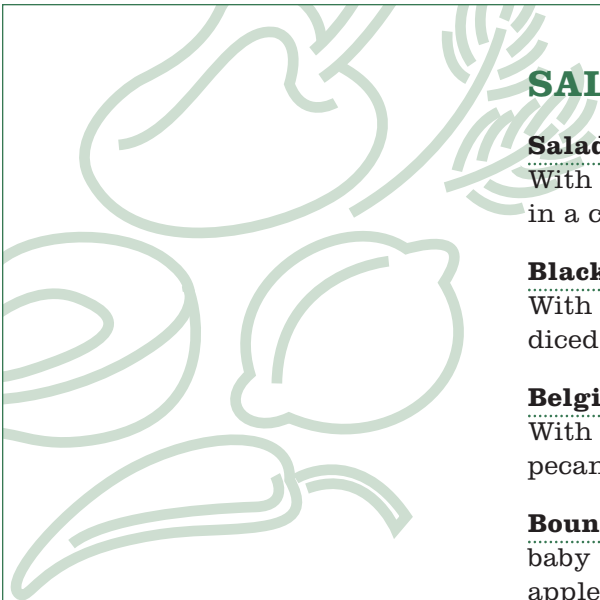 SAL
Salad
With
in a c
Black
With
diced
Belgi
With
pecan
Boun
baby
apple